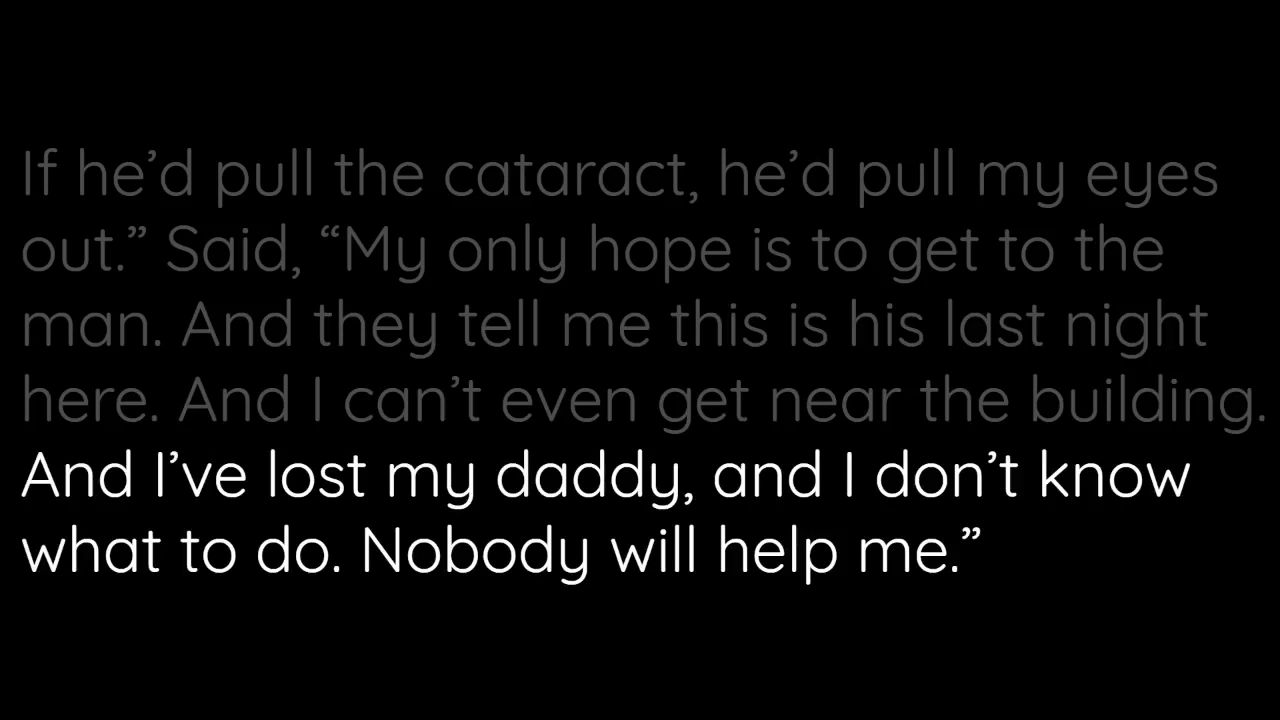 If he’d pull the cataract, he’d pull my eyes
out.” Said, “My only hope is to get to the
man. And they tell me this is his last night
here. And I can’t even get near the building.
And I’ve lost my daddy, and I don’t know
what to do. Nobody will help me.”